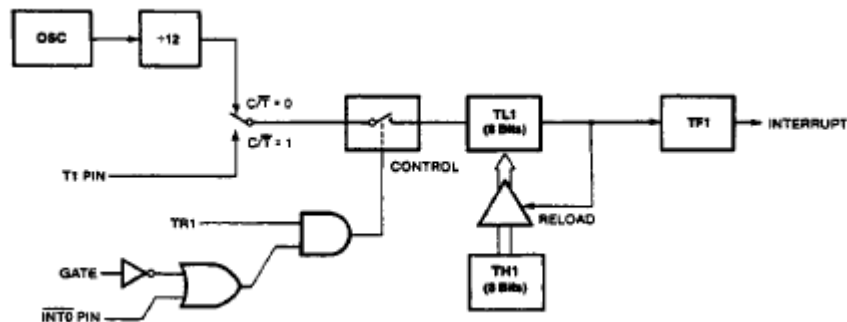 OSC
÷12
C/T̅ = 0
C/T̅ = 1
T1 PIN
TR1
GATE
I̅N̅T̅0̅ PIN
CONTROL
TL1
(8 Bits)
TF1
INTERRUPT
RELOAD
TH1
(8 Bits)